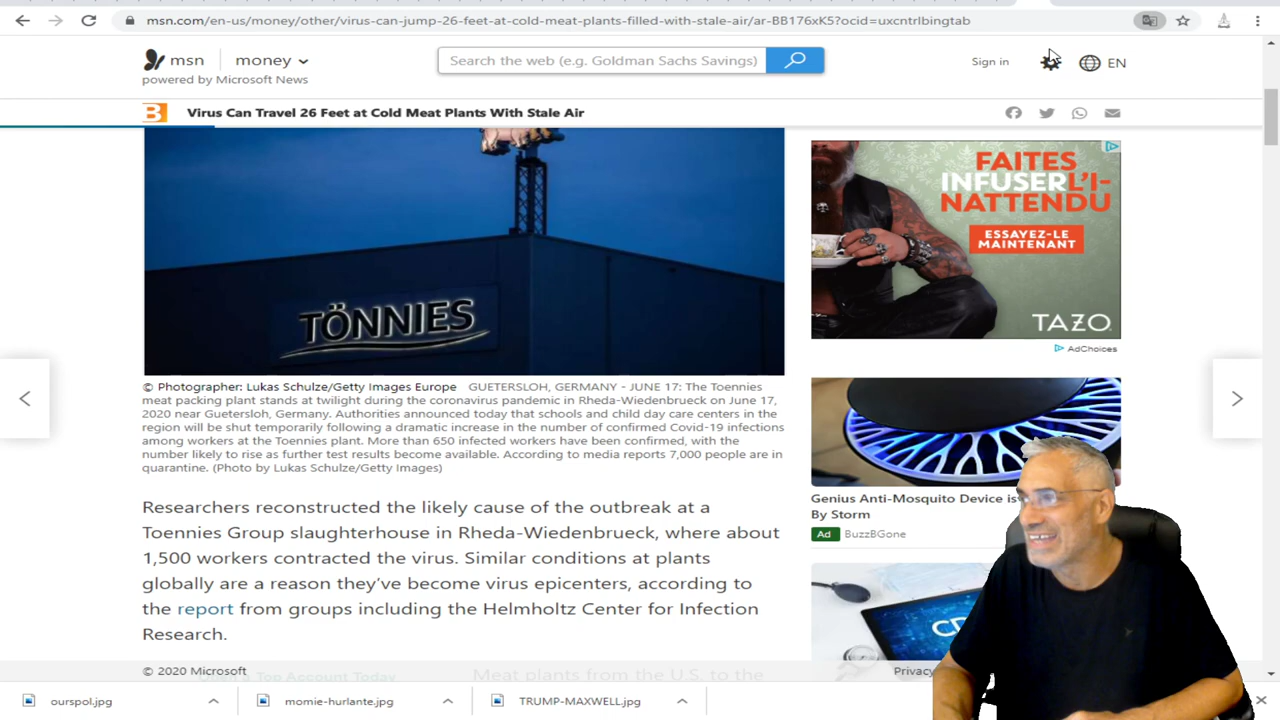 msn.com/en-us/money/other/virus-can-jump-26-feet-at-cold-meat-plants-filled-with-stale-air/ar-BB176xK5?ocid=uxcntrlbingtab
msn money
powered by Microsoft News
Search the web (e.g. Goldman Sachs Savings)
Sign in
EN
B Virus Can Travel 26 Feet at Cold Meat Plants With Stale Air
TÖNNIES
© Photographer: Lukas Schulze/Getty Images Europe GUETERSLOH, GERMANY - JUNE 17: The Toennies
meat packing plant stands at twilight during the coronavirus pandemic in Rheda-Wiedenbrueck on June 17,
2020 near Guetersloh, Germany. Authorities announced today that schools and child day care centers in the
region will be shut temporarily following a dramatic increase in the number of confirmed Covid-19 infections
among workers at the Toennies plant. More than 650 infected workers have been confirmed, with the
number likely to rise as further test results become available. According to media reports 7,000 people are in
quarantine. (Photo by Lukas Schulze/Getty Images)
Researchers reconstructed the likely cause of the outbreak at a
Toennies Group slaughterhouse in Rheda-Wiedenbrueck, where about
1,500 workers contracted the virus. Similar conditions at plants
globally are a reason they've become virus epicenters, according to
the report from groups including the Helmholtz Center for Infection
Research.
Meat plants from the U.S. to the
FAITES
INFUSER L'I-
NATTENDU
ESSAYEZ-LE
MAINTENANT
TAZO
AdChoices
Genius Anti-Mosquito Device is
By Storm
Ad BuzzBGone
© 2020 Microsoft
Top Account Today
Privacy
ourspol.jpg
momie-hurlante.jpg
TRUMP-MAXWELL.jpg